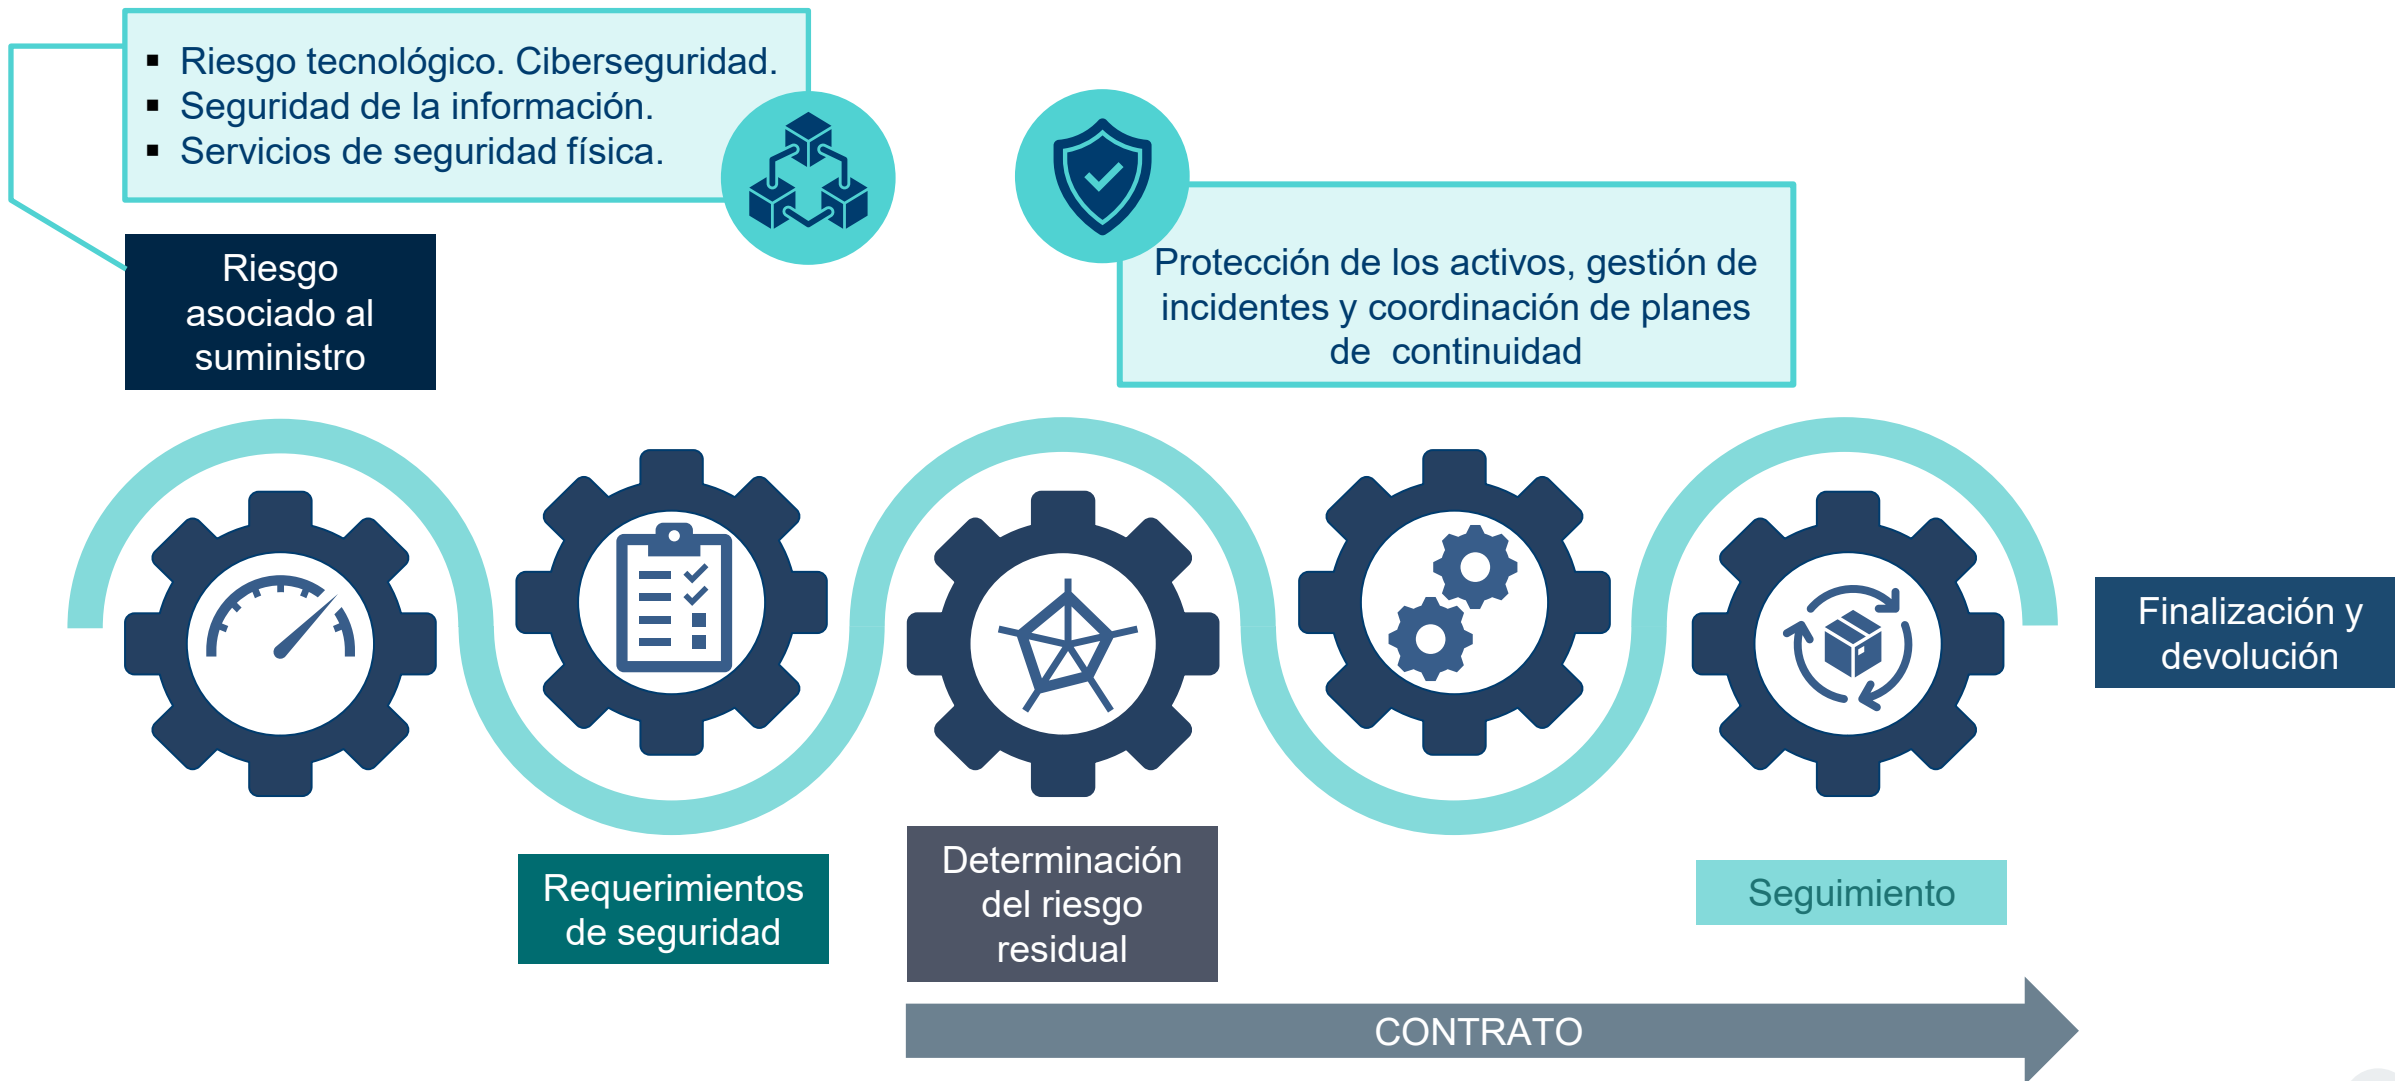 ▪ Riesgo tecnológico. Ciberseguridad.
▪ Seguridad de la información.
▪ Servicios de seguridad física.
Riesgo
asociado al
suministro
Protección de los activos, gestión de
incidentes y coordinación de planes
de  continuidad
Finalización y
devolución
Requerimientos
de seguridad
Determinación
del riesgo
residual
Seguimiento
CONTRATO